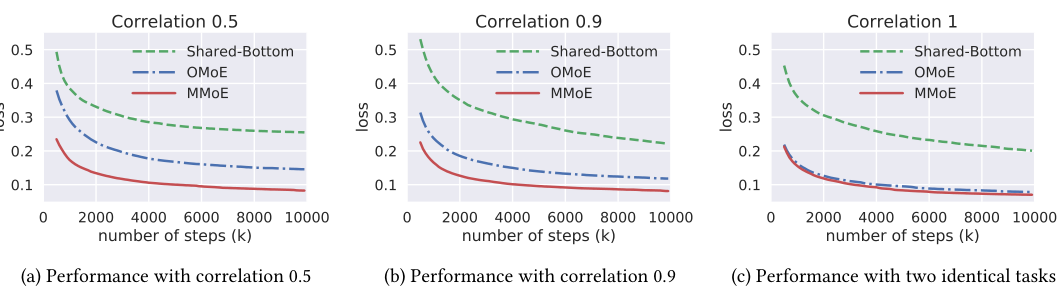 Correlation 0.5
0.5
0.4
0.3
0.2
0.1
loss
Shared-Bottom
OMoE
MMoE
0 2000 4000 6000 8000 10000
number of steps (k)
(a) Performance with correlation 0.5
Correlation 0.9
0.5
0.4
0.3
0.2
0.1
loss
Shared-Bottom
OMoE
MMoE
0 2000 4000 6000 8000 10000
number of steps (k)
(b) Performance with correlation 0.9
Correlation 1
0.5
0.4
0.3
0.2
0.1
loss
Shared-Bottom
OMoE
MMoE
0 2000 4000 6000 8000 10000
number of steps (k)
(c) Performance with two identical tasks